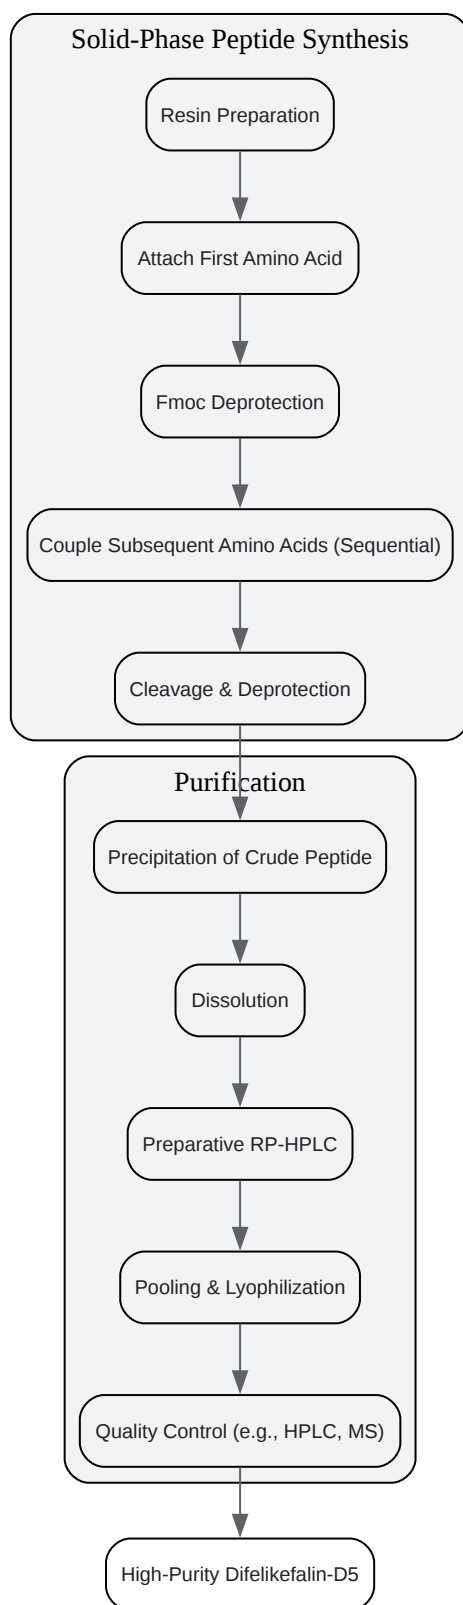 Solid-Phase Peptide Synthesis
Resin Preparation
Attach First Amino Acid
Fmoc Deprotection
Couple Subsequent Amino Acids (Sequential)
Cleavage & Deprotection
Purification
Precipitation of Crude Peptide
Dissolution
Preparative RP-HPLC
Pooling & Lyophilization
Quality Control (e.g., HPLC, MS)
High-Purity Difelikefalin-D5